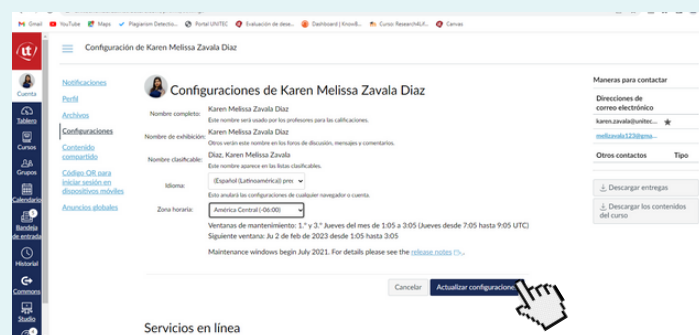 Gmail YouTube Maps Plagiarism Detectio... Portal UNITEC Evaluación de dese... Dashboard | KnowB... Cursor Research4Lif... Canvas
Configuración de Karen Melissa Zavala Diaz
Cuenta
Tablero
Cursos
Grupos
Calendario
Bandeja de entrada
Historial
Commons
Studio
Notificaciones
Perfil
Archivos
Configuraciones
Contenido compartido
Código QR para iniciar sesión en dispositivos móviles
Anuncios globales
Configuraciones de Karen Melissa Zavala Diaz
Nombre completo: Karen Melissa Zavala Diaz
Este nombre será usado por los profesores para las calificaciones.
Nombre de exhibición: Karen Melissa Zavala Diaz
Otros verán este nombre en los foros de discusión, mensajes y comentarios.
Nombre clasificable: Diaz, Karen Melissa Zavala
Este nombre aparece en las listas clasificables.
Idioma: (Español (Latinoamérica)) pre
Esto anulará las configuraciones de cualquier navegador o cuenta.
Zona horaria: América Central (-06:00)
Ventanas de mantenimiento: 1.º y 3.º Jueves del mes de 1:05 a 3:05 (Jueves desde 7:05 hasta 9:05 UTC)
Siguiente ventana: Ju 2 de feb de 2023 desde 1:05 hasta 3:05
Maintenance windows begin July 2021. For details please see the release notes
Cancelar
Actualizar configuracione
Servicios en línea
Maneras para contactar
Direcciones de correo electrónico
karen.zavala@unitec...
melizavala123@gma...
Otros contactos Tipo
Descargar entregas
Descargar los contenidos del curso